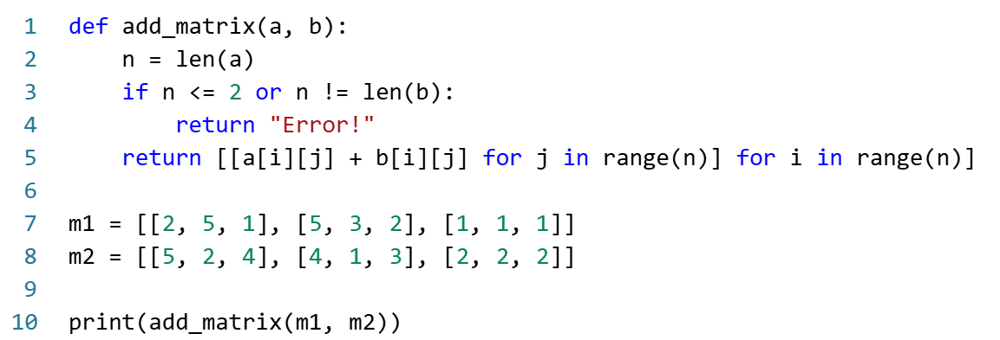 1 def add_matrix(a, b):
2     n = len(a)
3     if n <= 2 or n != len(b):
4         return "Error!"
5     return [[a[i][j] + b[i][j] for j in range(n)] for i in range(n)]
6
7 m1 = [[2, 5, 1], [5, 3, 2], [1, 1, 1]]
8 m2 = [[5, 2, 4], [4, 1, 3], [2, 2, 2]]
9
10 print(add_matrix(m1, m2))